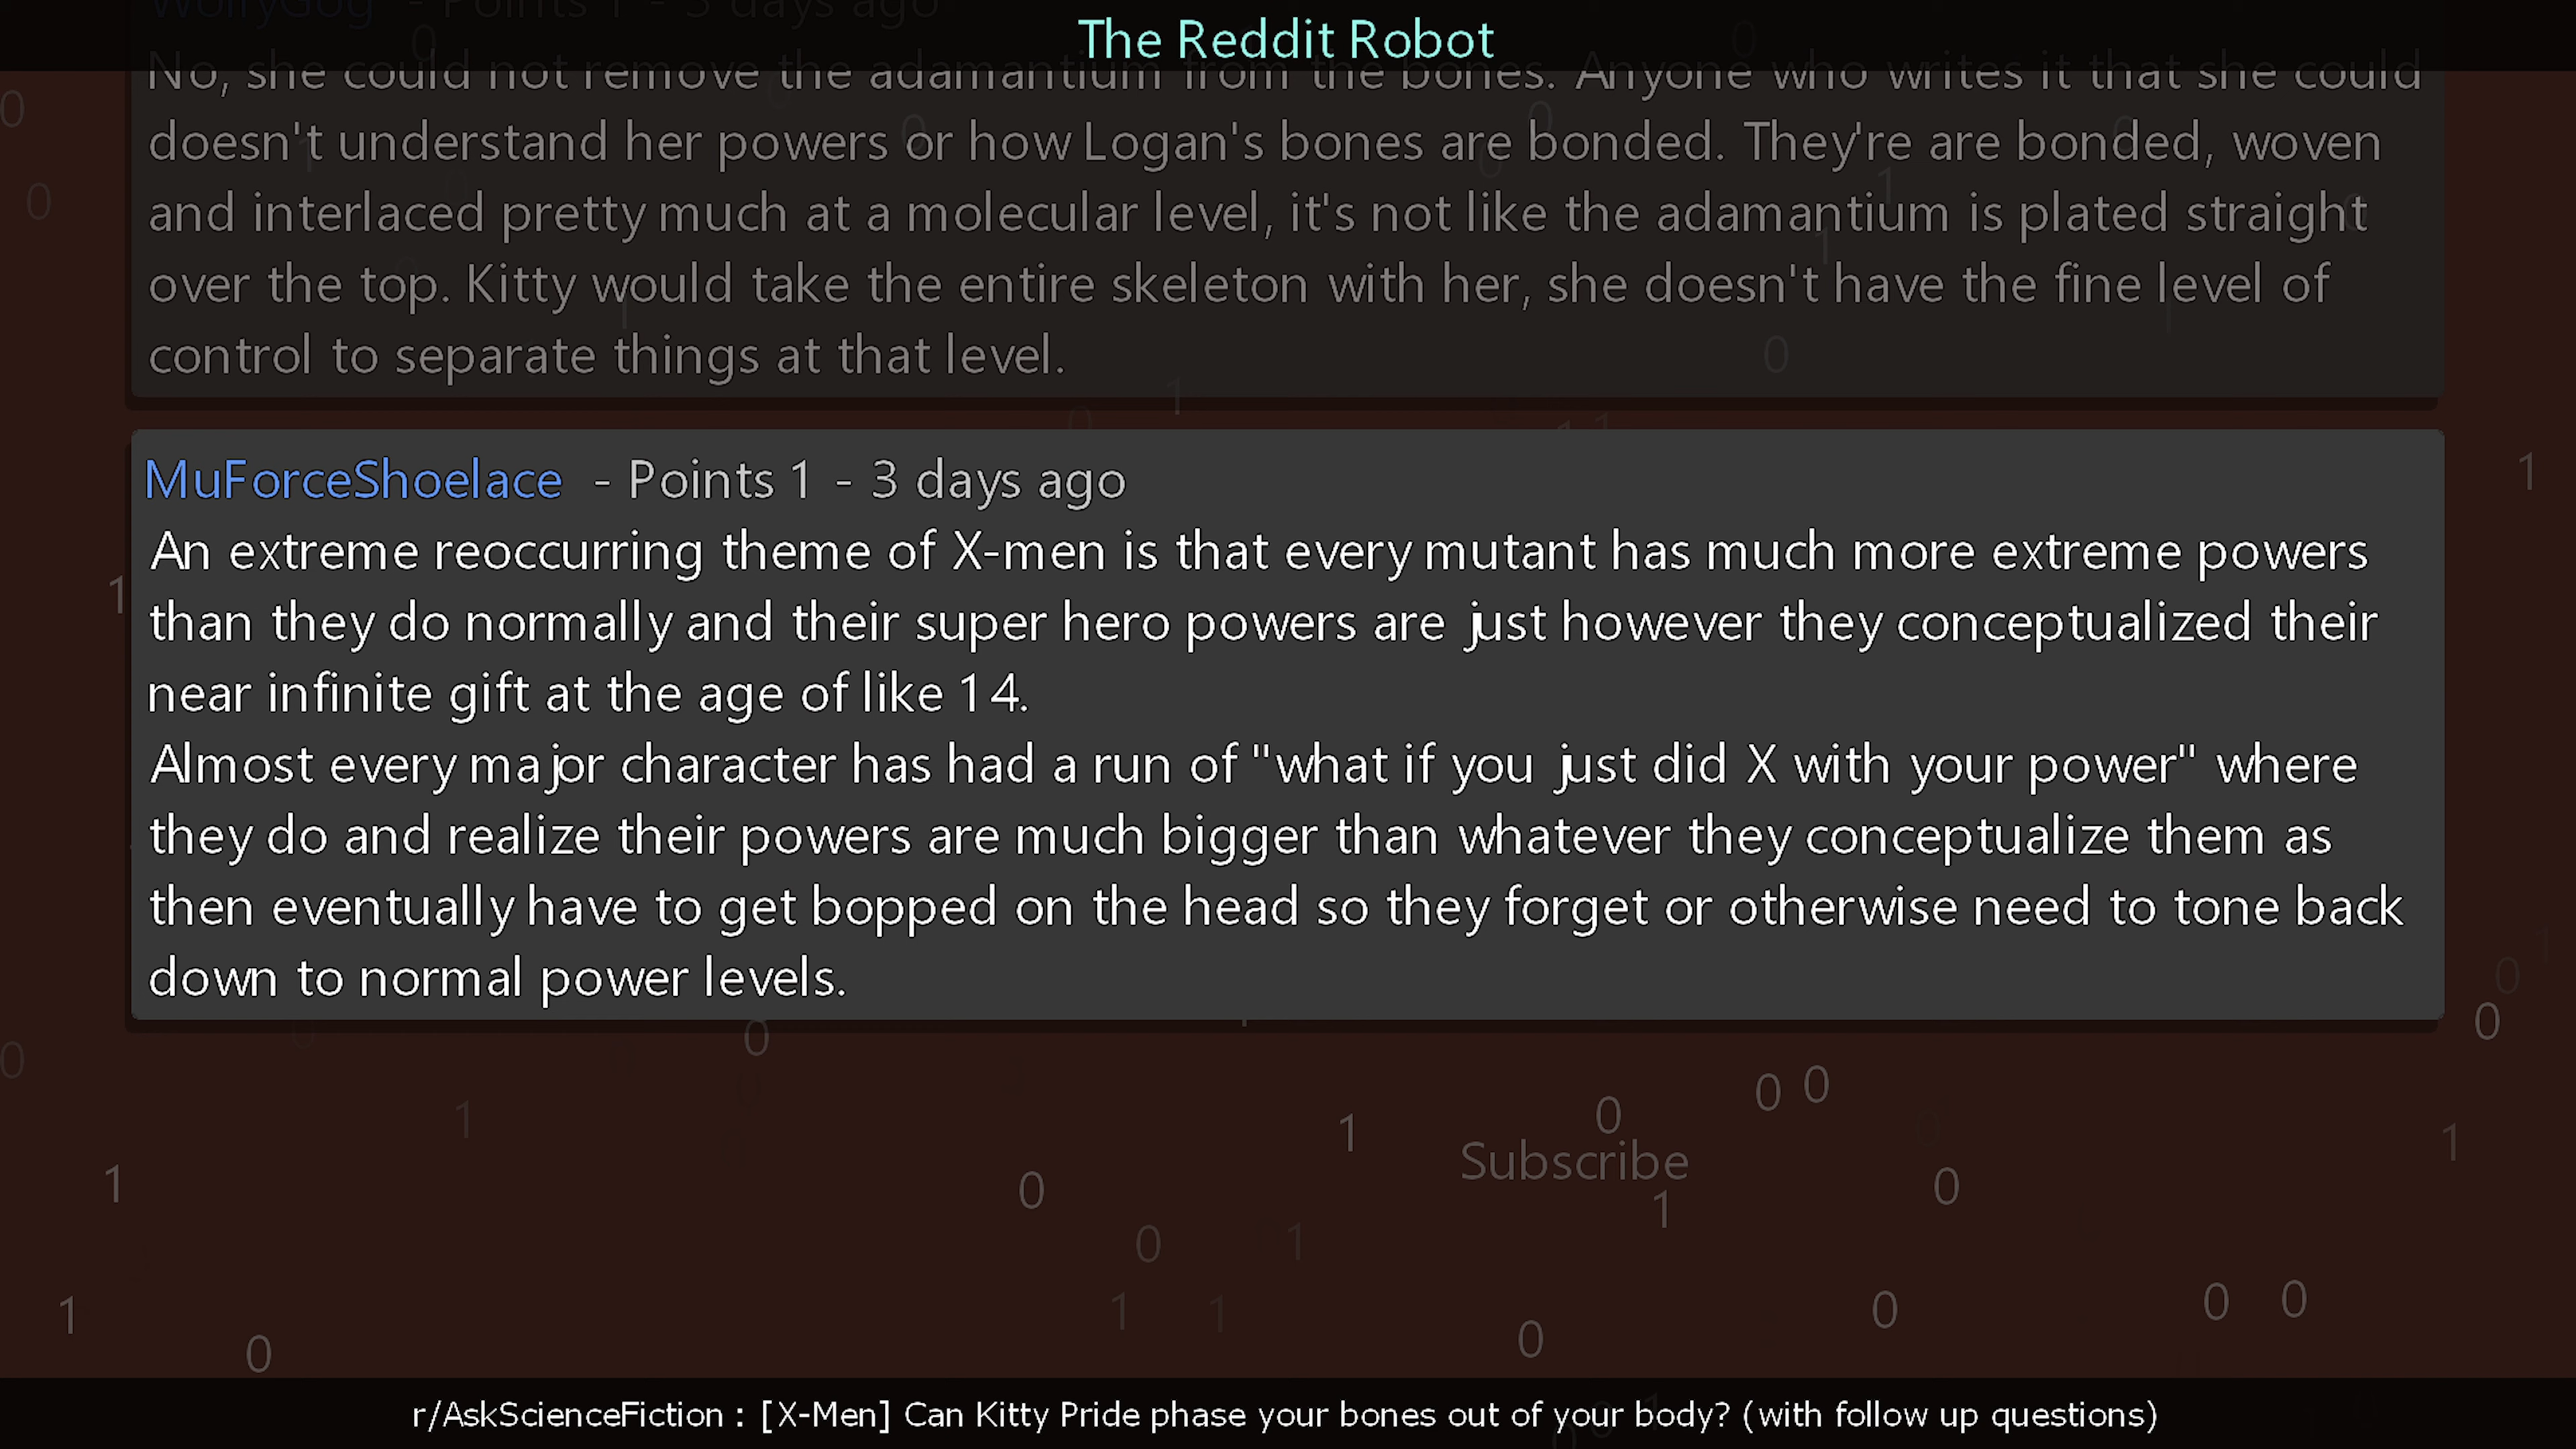 The Reddit Robot
WolfyGog - Points 1 - 3 days ago
No, she could not remove the adamantium from the bones. Anyone who writes it that she could
doesn't understand her powers or how Logan's bones are bonded. They're are bonded, woven
and interlaced pretty much at a molecular level, it's not like the adamantium is plated straight
over the top. Kitty would take the entire skeleton with her, she doesn't have the fine level of
control to separate things at that level.
MuForceShoelace - Points 1 - 3 days ago
An extreme reoccurring theme of X-men is that every mutant has much more extreme powers
than they do normally and their super hero powers are just however they conceptualized their
near infinite gift at the age of like 14.
Almost every major character has had a run of "what if you just did X with your power" where
they do and realize their powers are much bigger than whatever they conceptualize them as
then eventually have to get bopped on the head so they forget or otherwise need to tone back
down to normal power levels.
Subscribe
r/AskScienceFiction : [X-Men] Can Kitty Pride phase your bones out of your body? (with follow up questions)